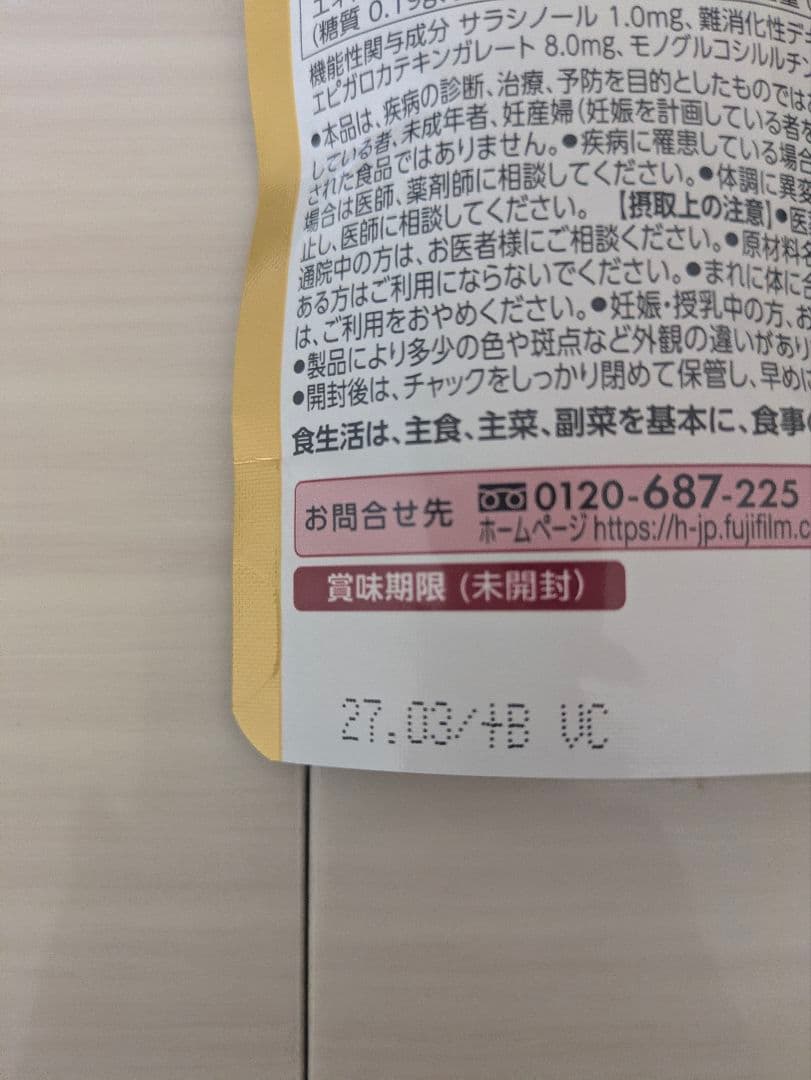 (糖質 0.19g、
機能性関与成分 サラシノール 1.0mg、難消化性デキ
エピガロカテキンガレート 8.0mg、モノグルコシルルチン
●本品は、疾病の診断、治療、予防を目的としたものでは
している者、未成年者、妊産婦(妊娠を計画している者を
された食品ではありません。●疾病に罹患している場合
場合は医師、薬剤師に相談してください。●体調に異変
止し、医師に相談してください。 【摂取上の注意】●医
通院中の方は、お医者様にご相談ください。●原材料名
ある方はご利用にならないでください。●まれに体に合
は、ご利用をおやめください。●妊娠・授乳中の方、お
●製品により多少の色や斑点など外観の違いがあり
●開封後は、チャックをしっかり閉めて保管し、早めに
食生活は、主食、主菜、副菜を基本に、食事の
お問合せ先 0120-687-225
ホームページ https://h-jp.fujifilm.c
賞味期限 (未開封)
27.03/ VC